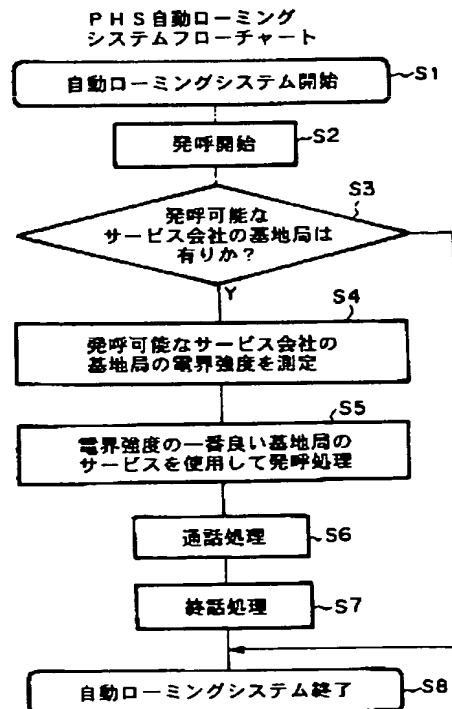 PHS自動ローミング
システムフローチャート
自動ローミングシステム開始
S1
発呼開始
S2
S3
発呼可能な
サービス会社の基地局は
有りか?
Y
S4
発呼可能なサービス会社の
基地局の電界強度を測定
S5
電界強度の一番良い基地局の
サービスを使用して発呼処理
通話処理
S6
終話処理
S7
自動ローミングシステム終了
S8